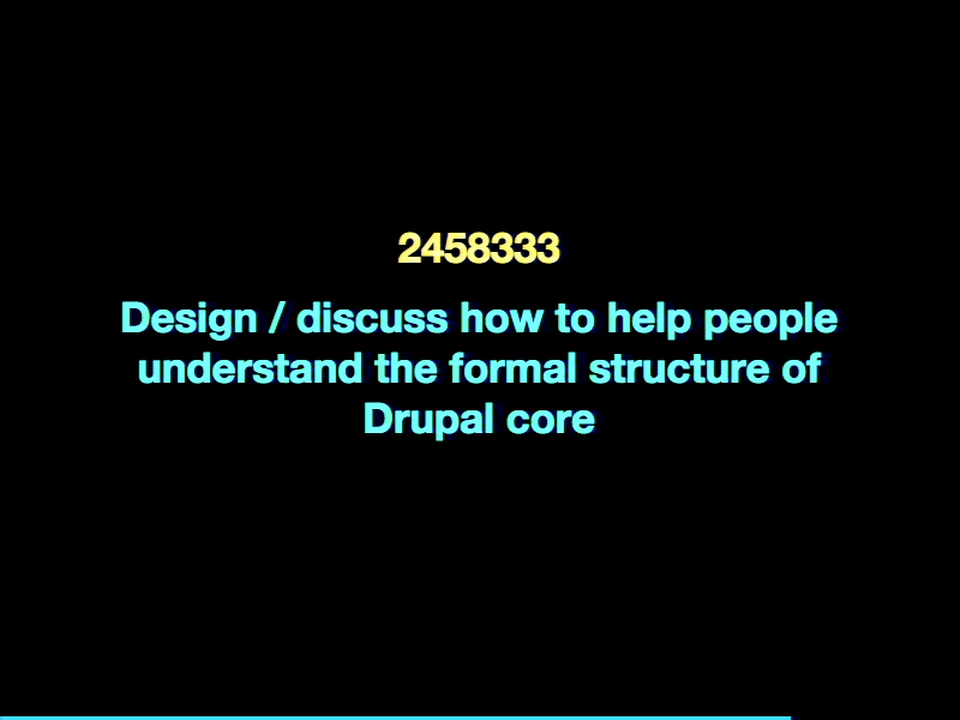 2458333
Design / discuss how to help people
understand the formal structure of
Drupal core